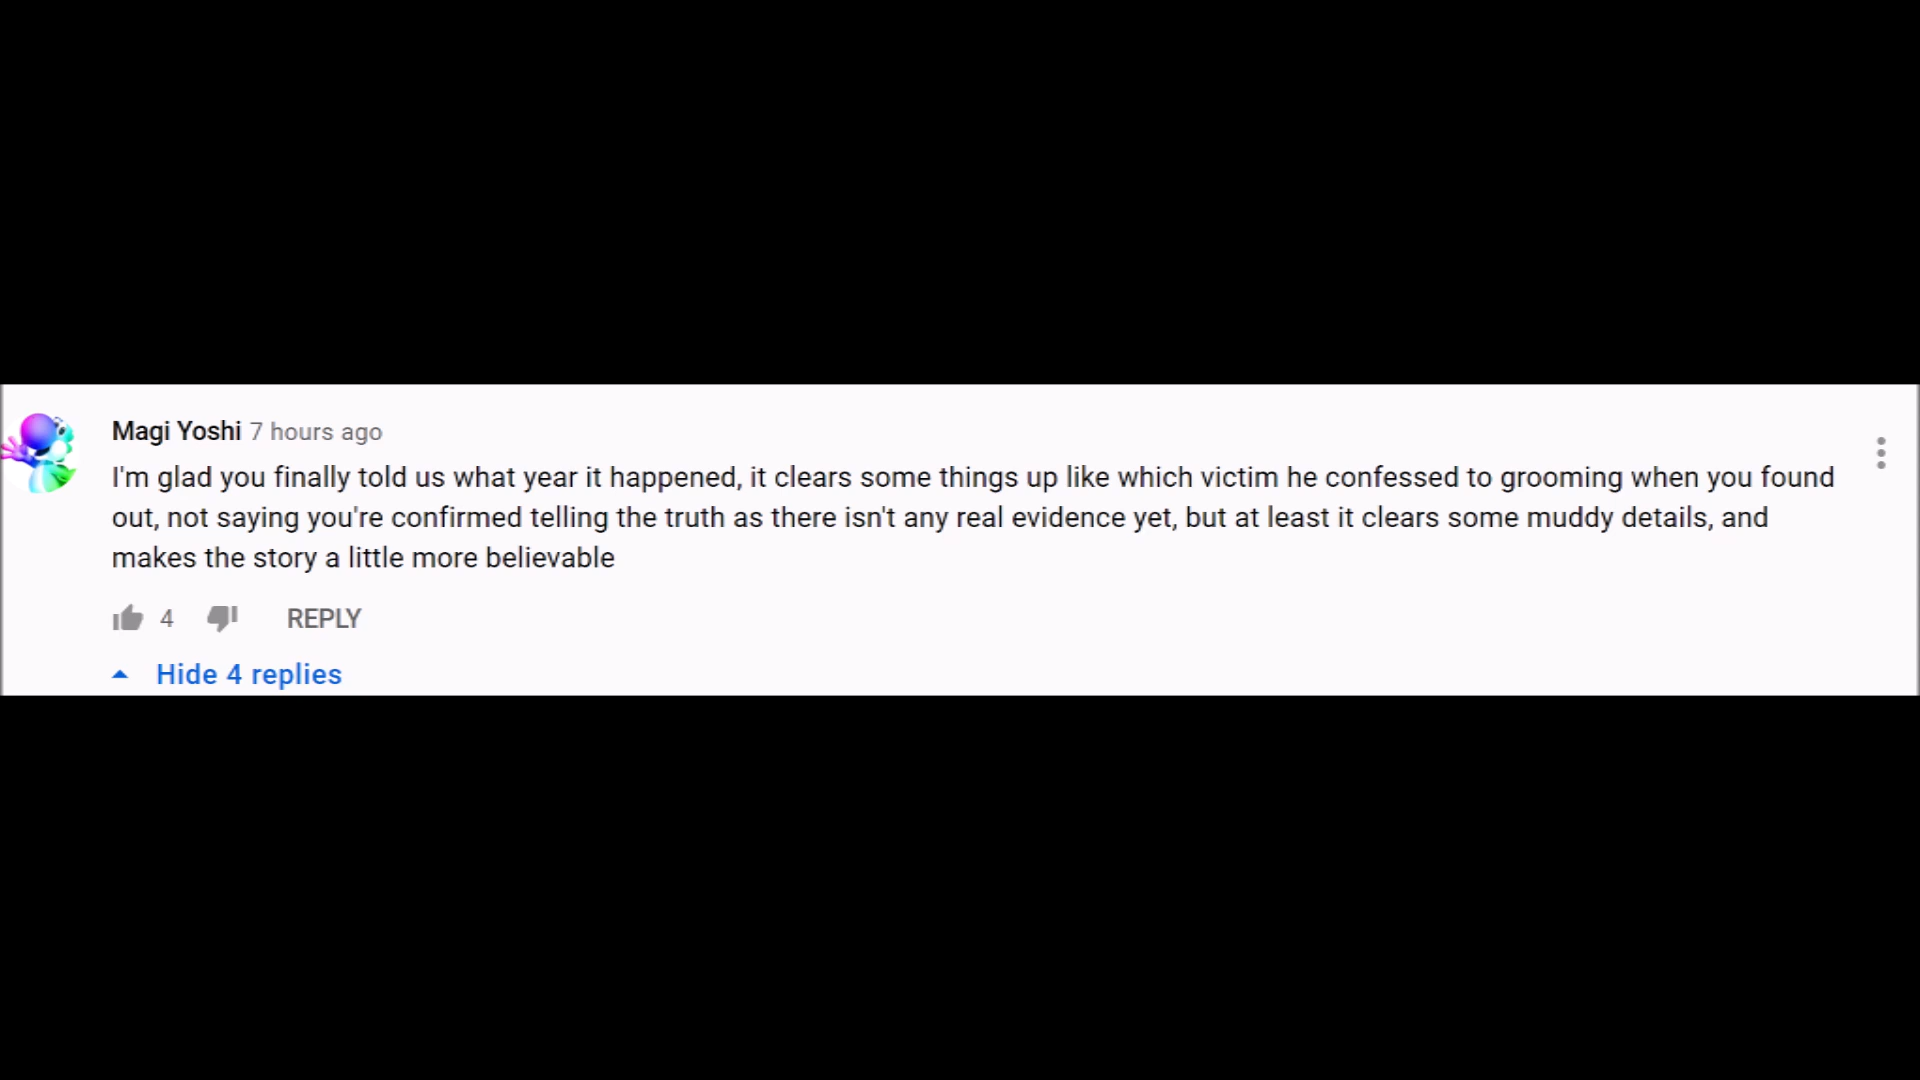 Magi Yoshi 7 hours ago
I'm glad you finally told us what year it happened, it clears some things up like which victim he confessed to grooming when you found
out, not saying you're confirmed telling the truth as there isn't any real evidence yet, but at least it clears some muddy details, and
makes the story a little more believable
4 REPLY
Hide 4 replies